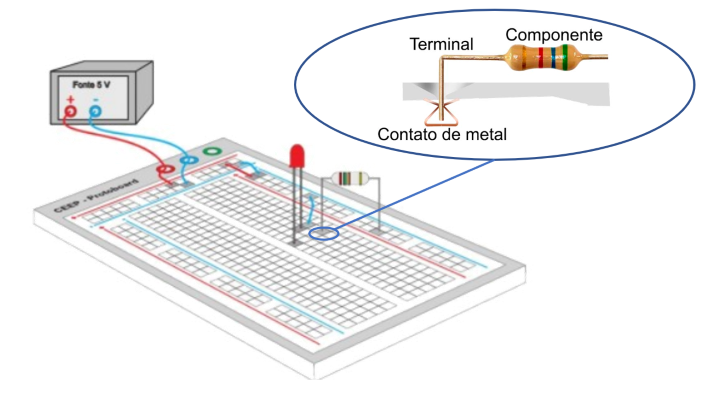 Componente
Terminal
Contato de metal
Fonte 5 V
+ -
CEEP - Protoboard